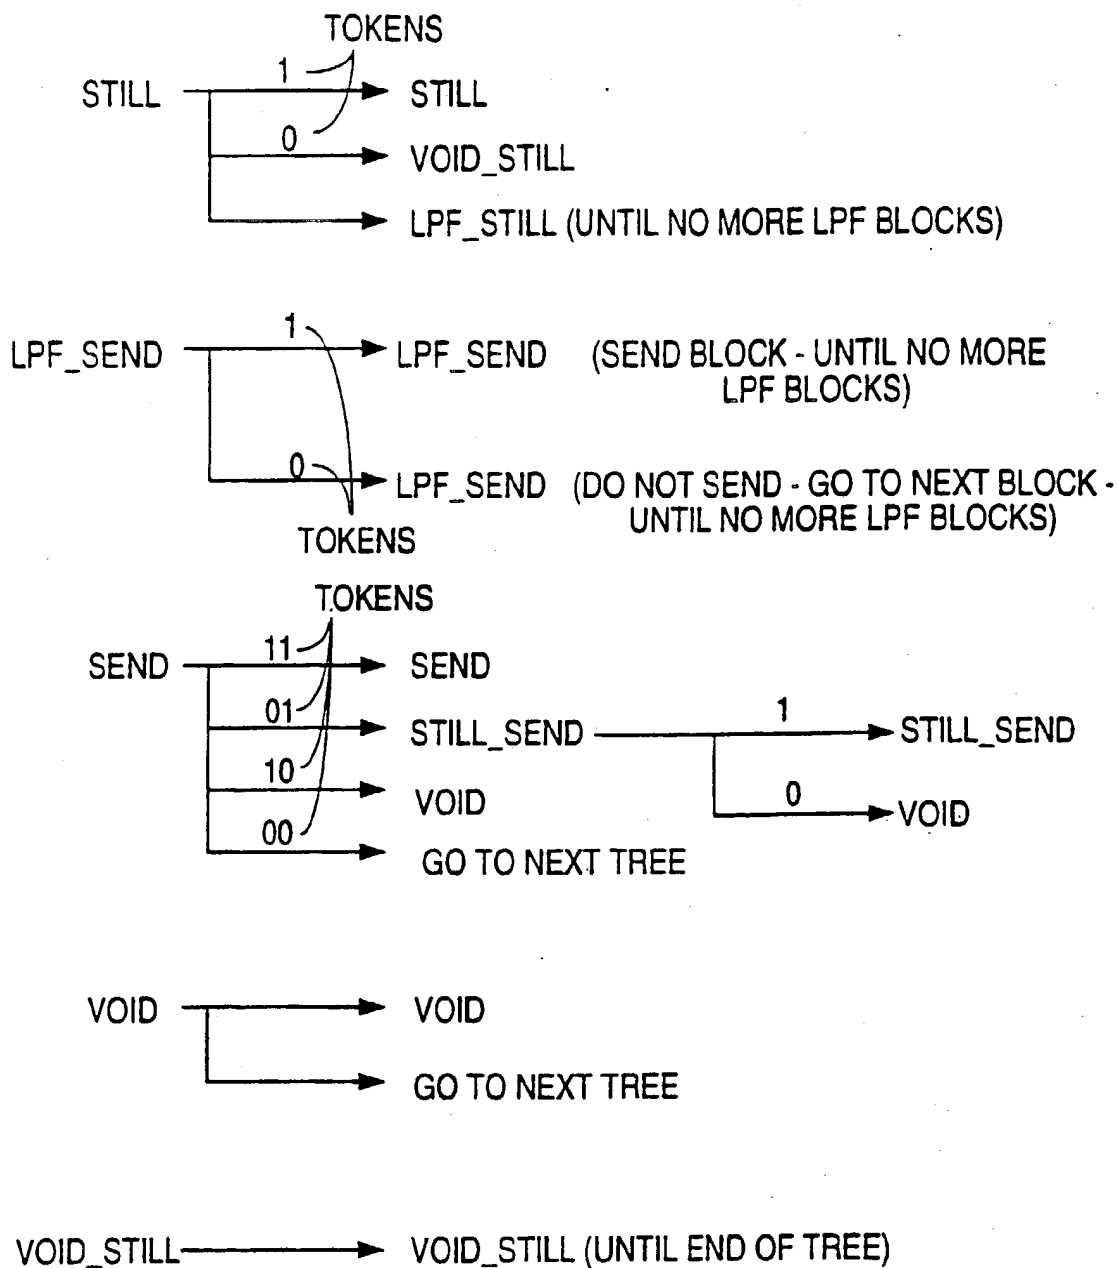 TOKENS
1
STILL STILL
0
VOID_STILL
LPF_STILL (UNTIL NO MORE LPF BLOCKS)
1
LPF_SEND LPF_SEND (SEND BLOCK - UNTIL NO MORE
LPF BLOCKS)
0
LPF_SEND (DO NOT SEND - GO TO NEXT BLOCK -
UNTIL NO MORE LPF BLOCKS)
TOKENS
TOKENS
11
SEND SEND
01
STILL_SEND
1
STILL_SEND
10
VOID
0
VOID
00
GO TO NEXT TREE
VOID VOID
GO TO NEXT TREE
VOID_STILL VOID_STILL (UNTIL END OF TREE)